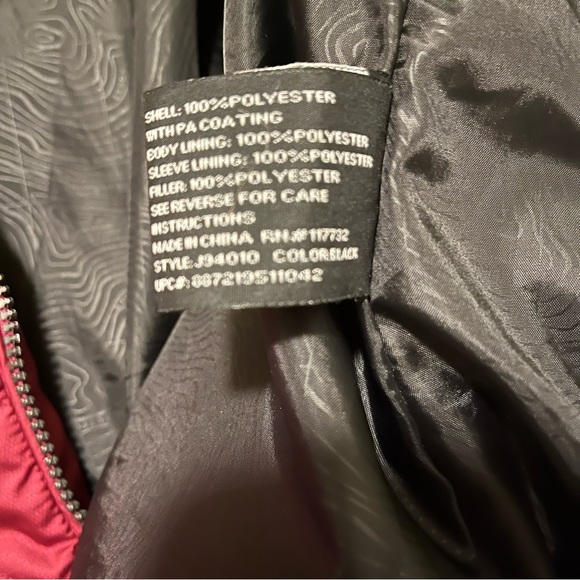 SHELL: 100%POLYESTER
WITH PA COATING
BODY LINING: 100%POLYESTER
SLEEVE LINING: 100%POLYESTER
FILLER: 100%POLYESTER
SEE REVERSE FOR CARE
INSTRUCTIONS
MADE IN CHINA RN#117732
STYLE: J94010 COLOR:BLACK
UPC#: 887219511042